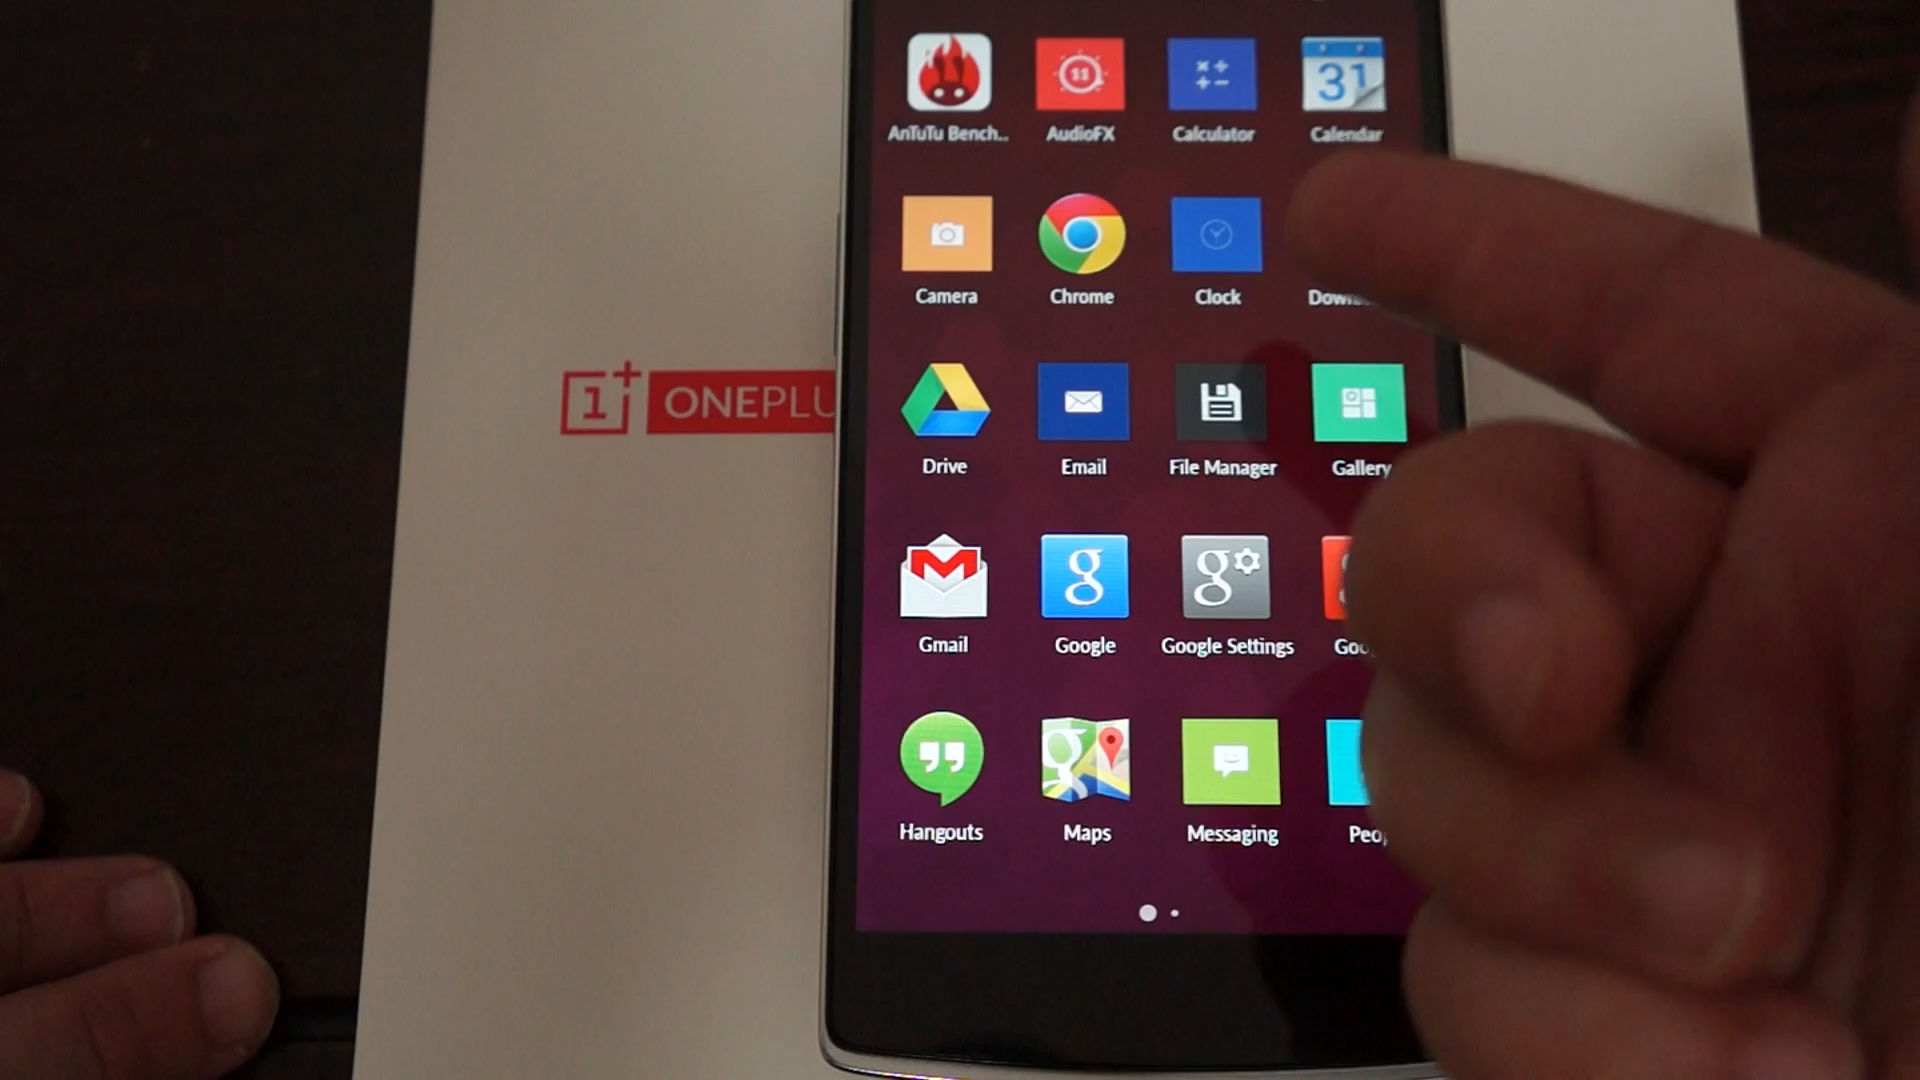 AnTuTu Bench.. AudioFX Calculator Calendar
31
Camera Chrome Clock
1+ ONEPLU
Drive Email File Manager Gallery
Gmail Google Google Settings
Hangouts Maps Messaging